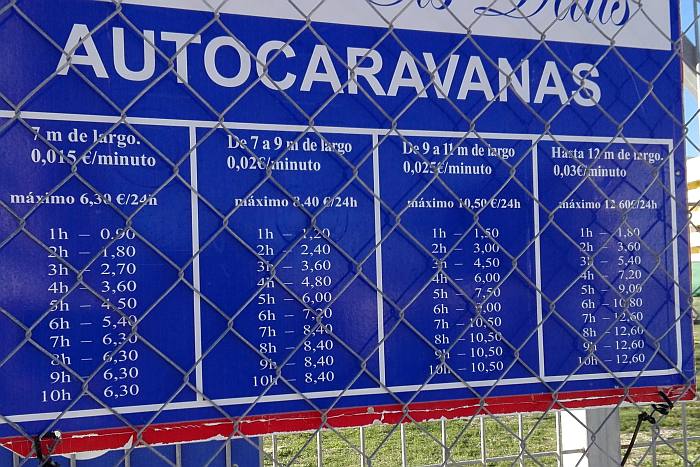 Dalis
AUTOCARAVANAS
7 m de largo.
0,015 €/minuto
máximo 6,30 €/24h
1h – 0,90
2h – 1,80
3h – 2,70
4h – 3,60
5h – 4,50
6h – 5,40
7h – 6,30
8h – 6,30
9h – 6,30
10h – 6,30
De 7 a 9 m de largo
0,02€/minuto
máximo 8,40 €/24h
1h – 1,20
2h – 2,40
3h – 3,60
4h – 4,80
5h – 6,00
6h – 7,20
7h – 8,40
8h – 8,40
9h – 8,40
10h – 8,40
De 9 a 11 m de largo
0,025€/minuto
máximo 10,50 €/24h
1h – 1,50
2h – 3,00
3h – 4,50
4h – 6,00
5h – 7,50
6h – 9,00
7h – 10,50
8h – 10,50
9h – 10,50
10h – 10,50
Hasta 12 m de largo.
0,03€/minuto
máximo 12,60€/24h
1h – 1,80
2h – 3,60
3h – 5,40
4h – 7,20
5h – 9,00
6h – 10,80
7h – 12,60
8h – 12,60
9h – 12,60
10h – 12,60